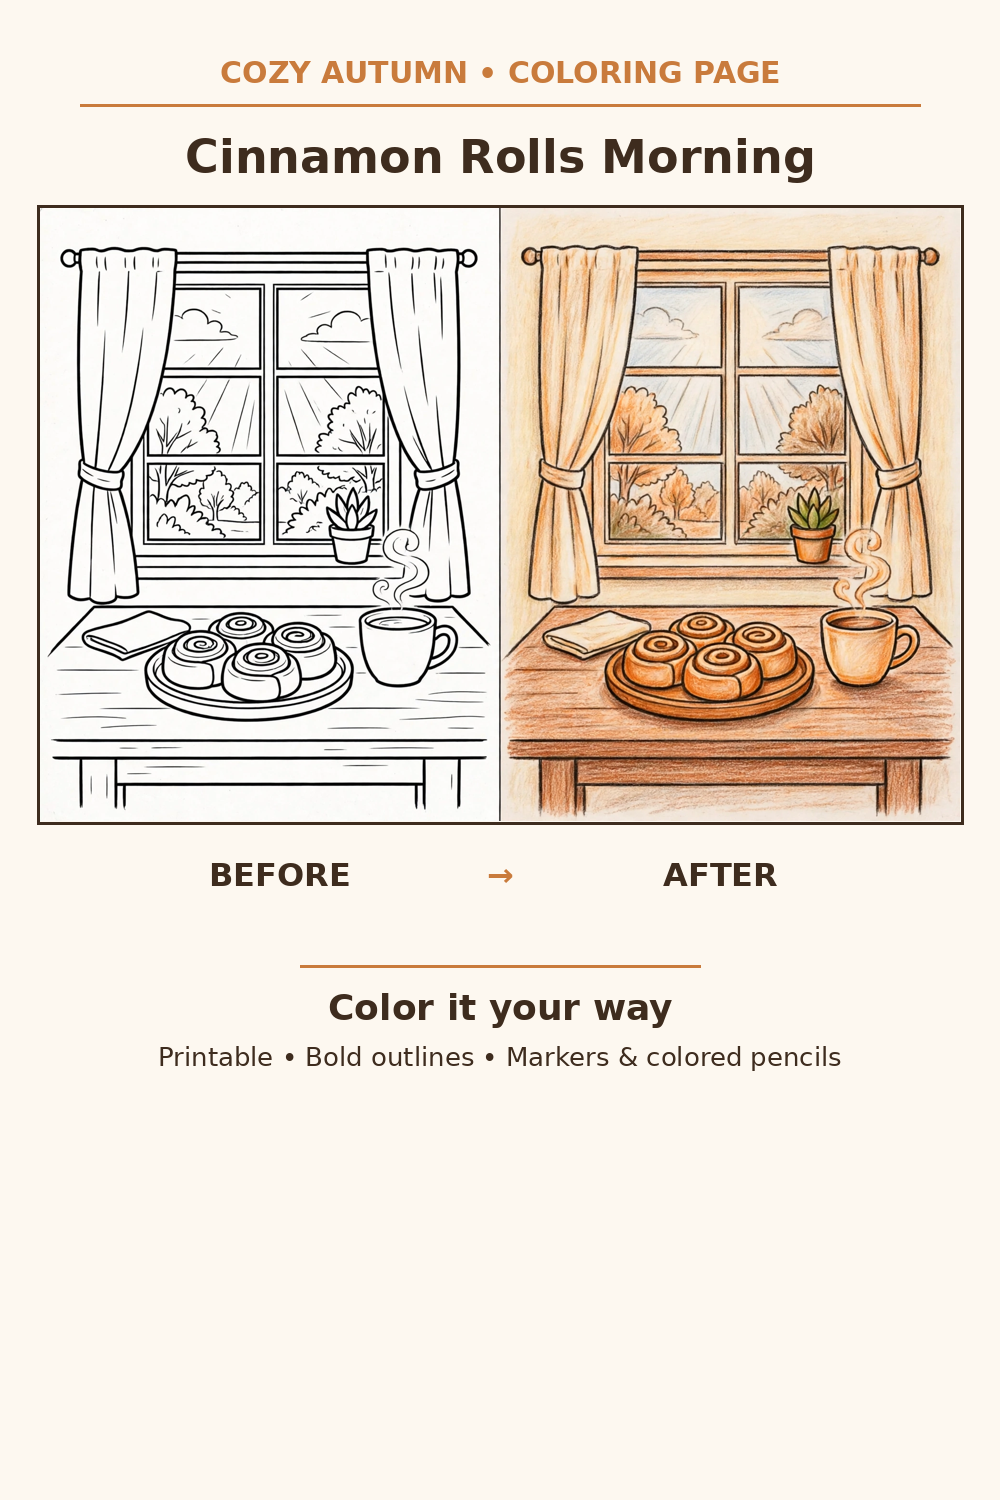 COZY AUTUMN • COLORING PAGE
Cinnamon Rolls Morning
BEFORE → AFTER
Color it your way
Printable • Bold outlines • Markers & colored pencils